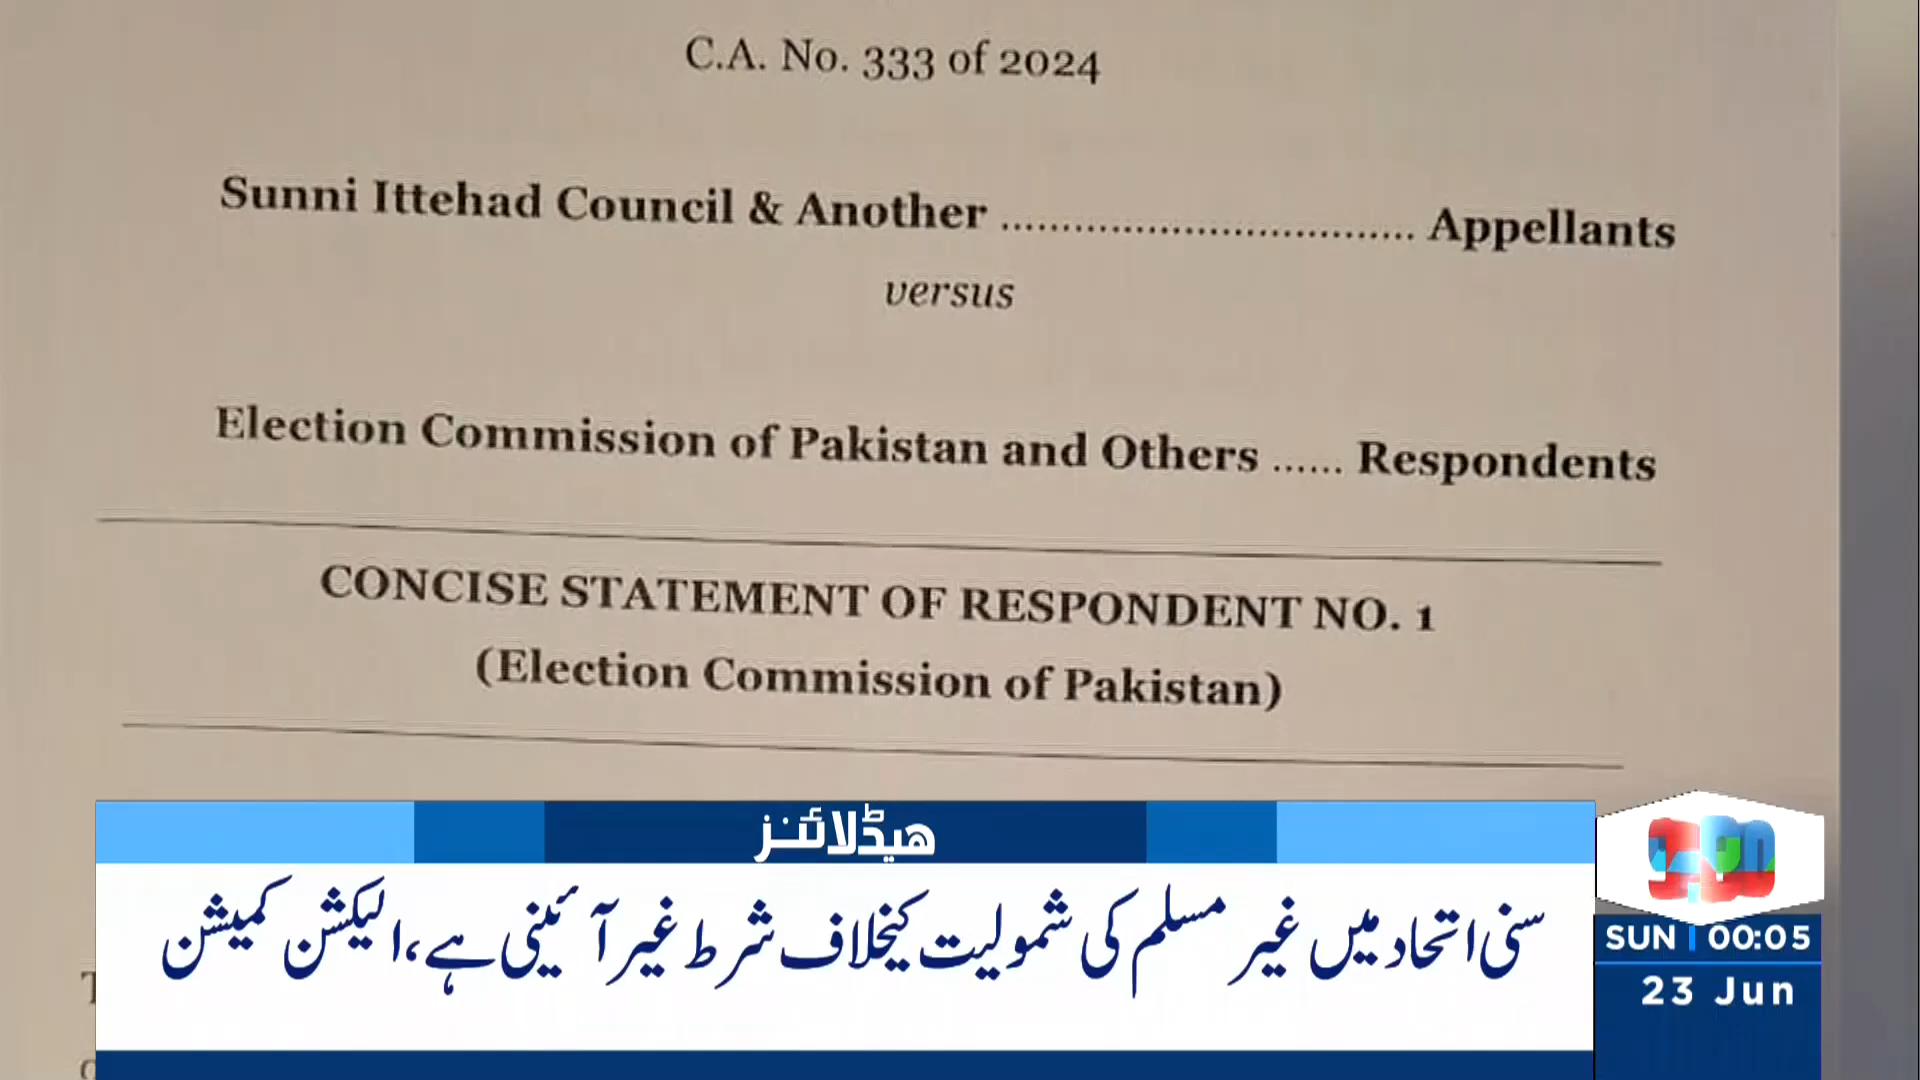 C.A. No. 333 of 2024
Sunni Ittehad Council & Another .................................. Appellants
versus
Election Commission of Pakistan and Others ...... Respondents
CONCISE STATEMENT OF RESPONDENT NO. 1
(Election Commission of Pakistan)
ہیڈلائنز
سنی اتحاد میں غیر مسلم کی شمولیت کیخلاف شرط غیر آئینی ہے، الیکشن کمیشن
SUN 00:05
23 Jun